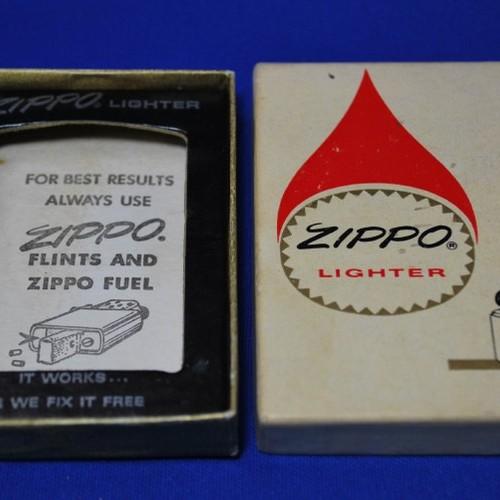 ZIPPO. LIGHTER
FOR BEST RESULTS
ALWAYS USE
ZIPPO.
FLINTS AND
ZIPPO FUEL
IT WORKS...
WE FIX IT FREE
ZIPPO®
LIGHTER